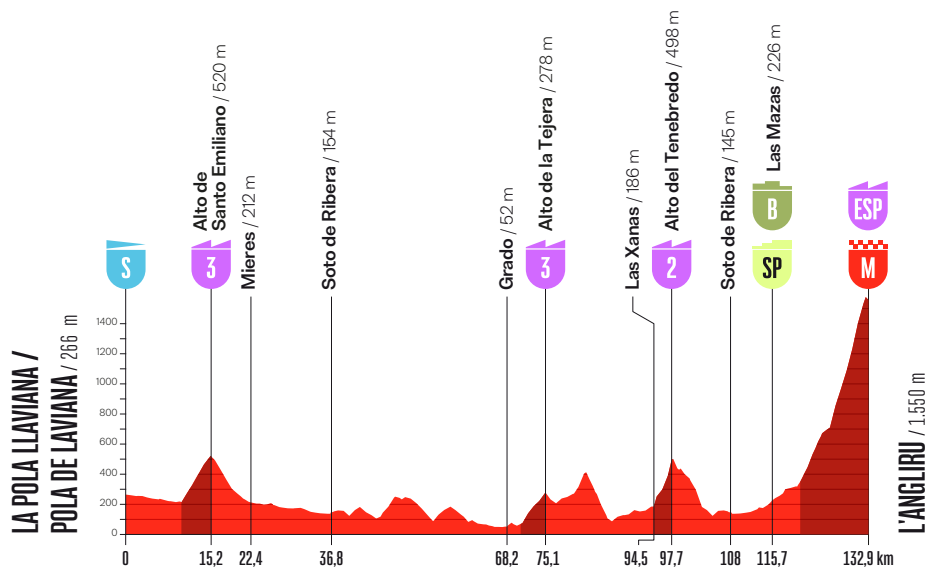 LA POLA LLAVIANA /
POLA DE LAVIANA / 266 m
S
Alto de
Santo Emiliano / 520 m
3
Mieres / 212 m
Soto de Ribera / 154 m
Grado / 52 m
Alto de la Tejera / 278 m
3
Las Xanas / 186 m
Alto del Tenebredo / 498 m
2
Soto de Ribera / 145 m
Las Mazas / 226 m
B
SP
ESP
M
L'ANGLIRU / 1.550 m
1400
1200
1000
800
600
400
200
0
0
15,2
22,4
36,8
68,2
75,1
94,5
97,7
108
115,7
132,9 km